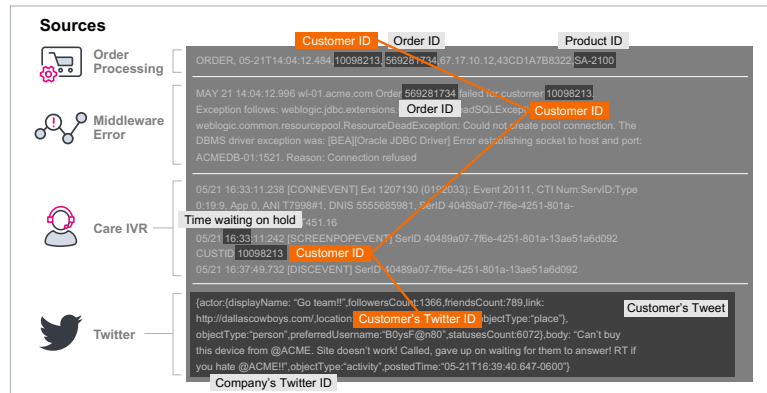 Sources
Customer ID
Order ID
Product ID
Order Processing
ORDER, 05-21T14:04:12.484,10098213,569281734,67.17.10.12,43CD1A7B8322,SA-2100
Middleware Error
MAY 21 14:04:12.996 wl-01.acme.com Order 569281734 failed for customer 10098213.
Exception follows: weblogic.jdbc.extensions.
Order ID
Customer ID
weblogic.common.resourcepool.ResourceDeadException: Could not create pool connection. The
DBMS driver exception was: [BEA][Oracle JDBC Driver] Error establishing socket to host and port:
ACMEDB-01:1521. Reason: Connection refused
Care IVR
05/21 16:33:11.238 [CONNEVENT] Ext 1207130 (0192033): Event 20111, CTI Num:ServID:Type
0:19:9, App 0, ANI T7998#1, DNIS 5555685981, SerID 40489a07-7f6e-4251-801a-
Time waiting on hold
T451.16
05/21 16:33:11:242 [SCREENPOPEVENT] SerID 40489a07-7f6e-4251-801a-13ae51a6d092
CUSTID 10098213
Customer ID
05/21 16:37:49.732 [DISCEVENT] SerID 40489a07-7f6e-4251-801a-13ae51a6d092
Twitter
{actor:{displayName: “Go team!!”,followersCount:1366,friendsCount:789,link:
Customer’s Tweet
http://dallascowboys.com/,location
Customer’s Twitter ID
objectType:“place”},
objectType:“person”,preferredUsername:“B0ysF@n80”,statusesCount:6072},body: “Can’t buy
this device from @ACME. Site doesn’t work! Called, gave up on waiting for them to answer! RT if
you hate @ACME!!”,objectType:“activity”,postedTime:“05-21T16:39:40.647-0600”}
Company’s Twitter ID